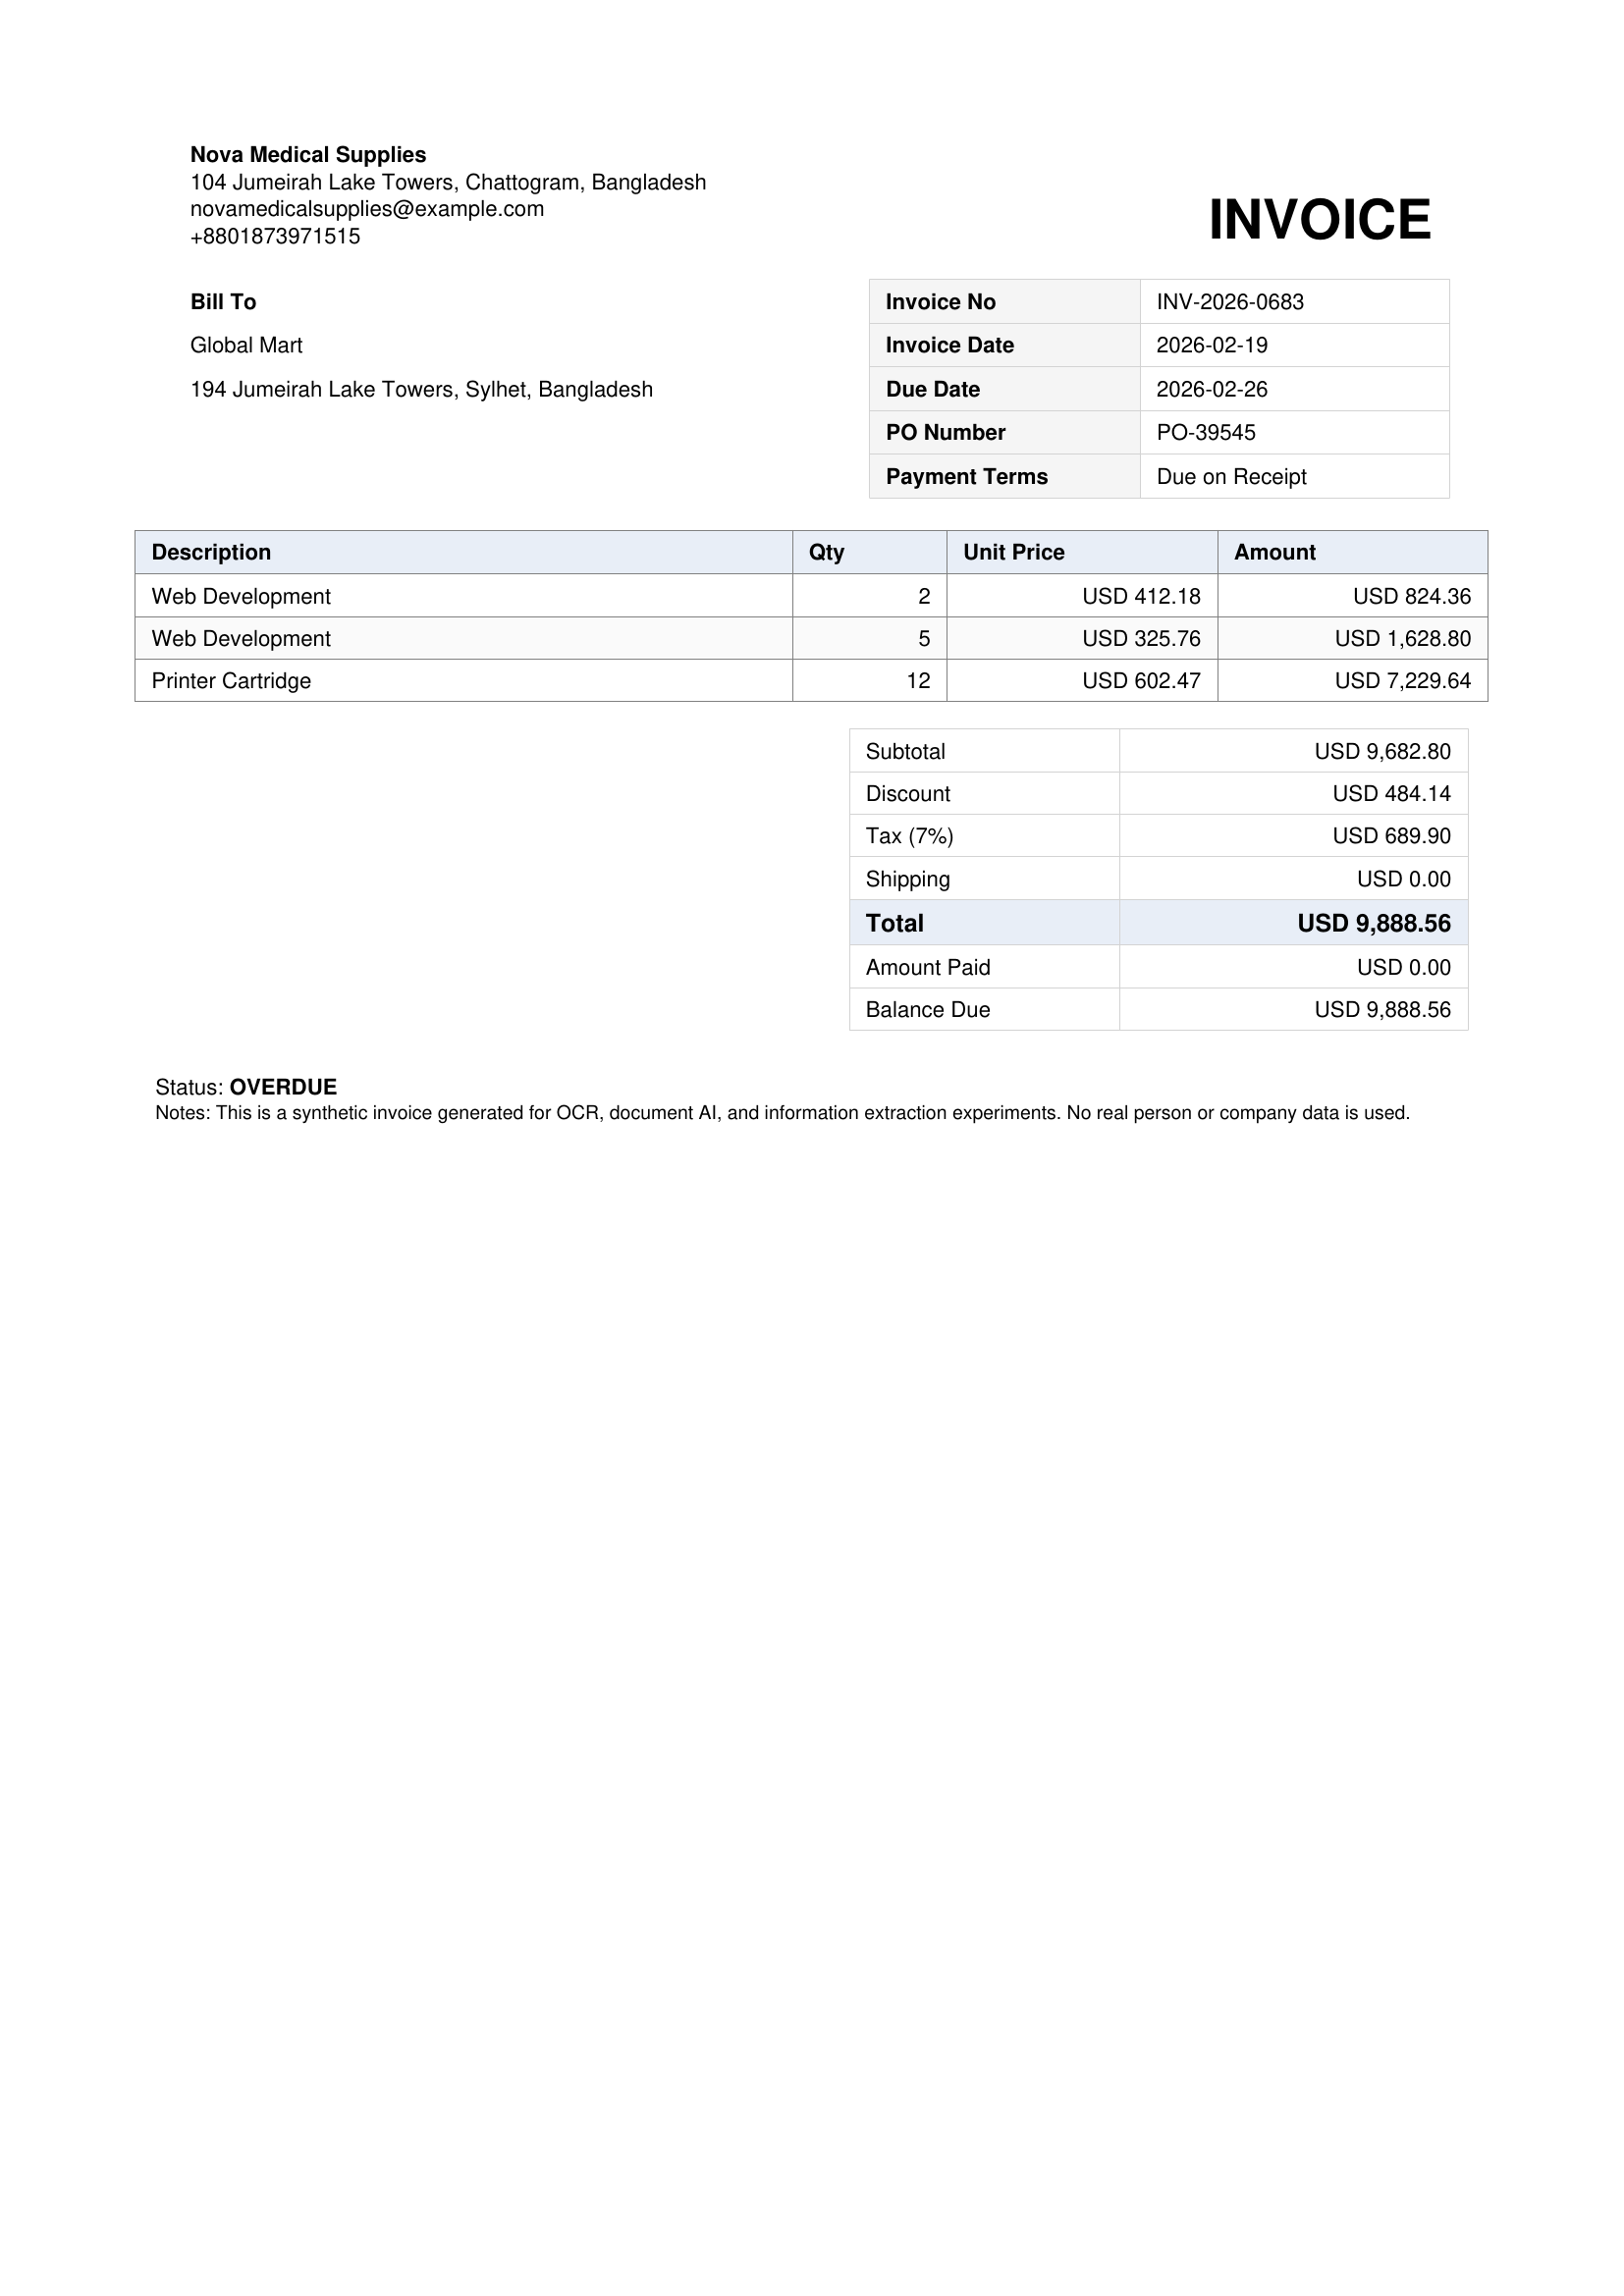 Nova Medical Supplies
104 Jumeirah Lake Towers, Chattogram, Bangladesh
novamedicalsupplies@example.com
+8801873971515
INVOICE
Bill To
Global Mart
194 Jumeirah Lake Towers, Sylhet, Bangladesh
Invoice No INV-2026-0683
Invoice Date 2026-02-19
Due Date 2026-02-26
PO Number PO-39545
Payment Terms Due on Receipt
Description Qty Unit Price Amount
Web Development 2 USD 412.18 USD 824.36
Web Development 5 USD 325.76 USD 1,628.80
Printer Cartridge 12 USD 602.47 USD 7,229.64
Subtotal USD 9,682.80
Discount USD 484.14
Tax (7%) USD 689.90
Shipping USD 0.00
Total USD 9,888.56
Amount Paid USD 0.00
Balance Due USD 9,888.56
Status: OVERDUE
Notes: This is a synthetic invoice generated for OCR, document AI, and information extraction experiments. No real person or company data is used.